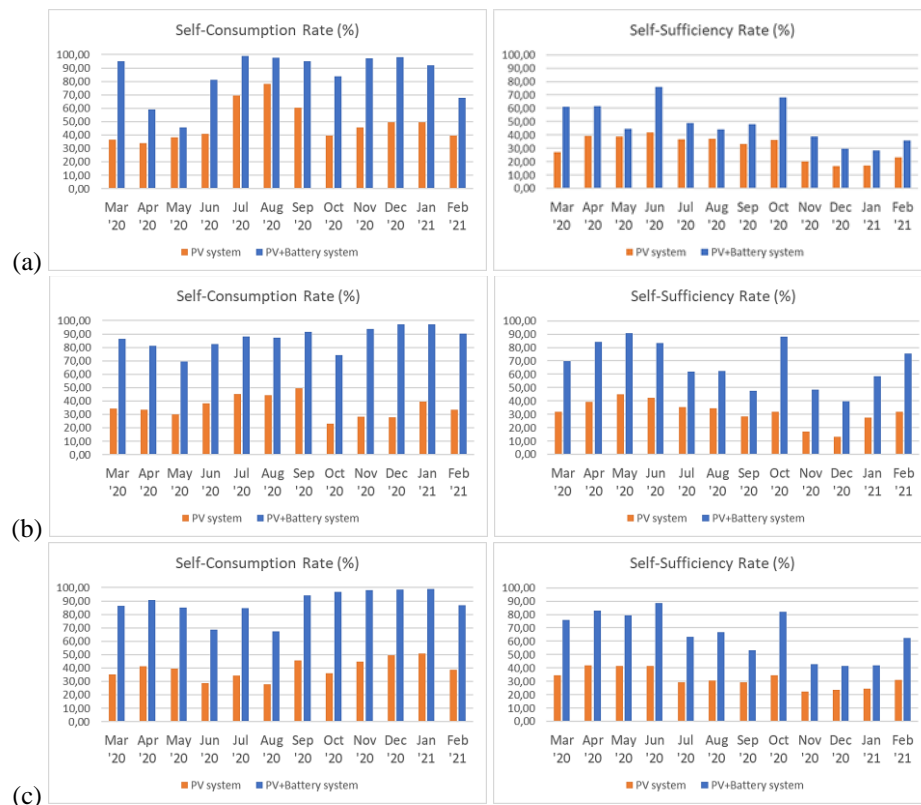 Self-Consumption Rate (%)
100,00
90,00
80,00
70,00
60,00
50,00
40,00
30,00
20,00
10,00
0,00
Mar Apr May Jun Jul Aug Sep Oct Nov Dec Jan Feb
'20 '20 '20 '20 '20 '20 '20 '20 '20 '20 '21 '21
PV system PV+Battery system
Self-Sufficiency Rate (%)
100,00
90,00
80,00
70,00
60,00
50,00
40,00
30,00
20,00
10,00
0,00
Mar Apr May Jun Jul Aug Sep Oct Nov Dec Jan Feb
'20 '20 '20 '20 '20 '20 '20 '20 '20 '20 '21 '21
PV system PV+Battery system
(a)
Self-Consumption Rate (%)
100,00
90,00
80,00
70,00
60,00
50,00
40,00
30,00
20,00
10,00
0,00
Mar Apr May Jun Jul Aug Sep Oct Nov Dec Jan Feb
'20 '20 '20 '20 '20 '20 '20 '20 '20 '20 '21 '21
PV system PV+Battery system
Self-Sufficiency Rate (%)
100,00
90,00
80,00
70,00
60,00
50,00
40,00
30,00
20,00
10,00
0,00
Mar Apr May Jun Jul Aug Sep Oct Nov Dec Jan Feb
'20 '20 '20 '20 '20 '20 '20 '20 '20 '20 '21 '21
PV system PV+Battery system
(b)
Self-Consumption Rate (%)
100,00
90,00
80,00
70,00
60,00
50,00
40,00
30,00
20,00
10,00
0,00
Mar Apr May Jun Jul Aug Sep Oct Nov Dec Jan Feb
'20 '20 '20 '20 '20 '20 '20 '20 '20 '20 '21 '21
PV system PV+Battery system
Self-Sufficiency Rate (%)
100,00
90,00
80,00
70,00
60,00
50,00
40,00
30,00
20,00
10,00
0,00
Mar Apr May Jun Jul Aug Sep Oct Nov Dec Jan Feb
'20 '20 '20 '20 '20 '20 '20 '20 '20 '20 '21 '21
PV system PV+Battery system
(c)